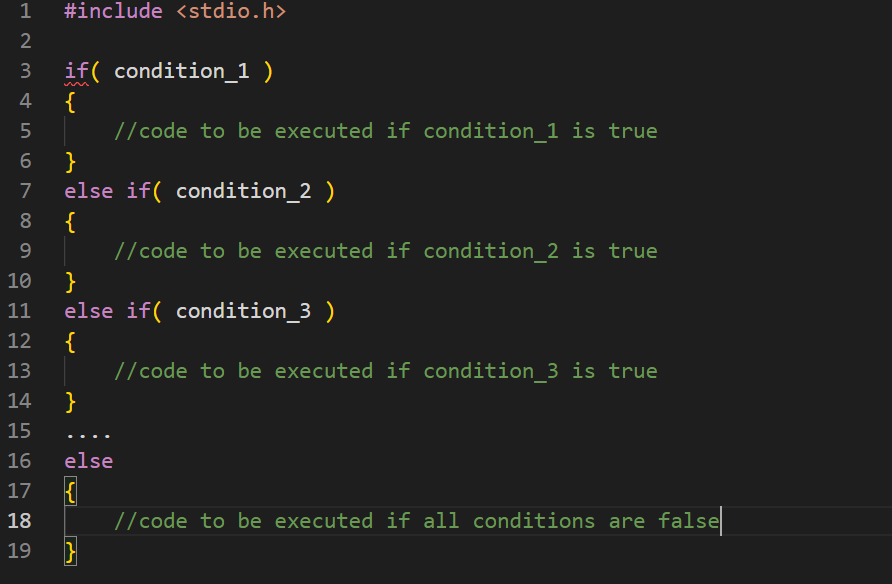 1 #include <stdio.h>
2
3 if( condition_1 )
4 {
5     //code to be executed if condition_1 is true
6 }
7 else if( condition_2 )
8 {
9     //code to be executed if condition_2 is true
10 }
11 else if( condition_3 )
12 {
13     //code to be executed if condition_3 is true
14 }
15 ....
16 else
17 {
18     //code to be executed if all conditions are false
19 }